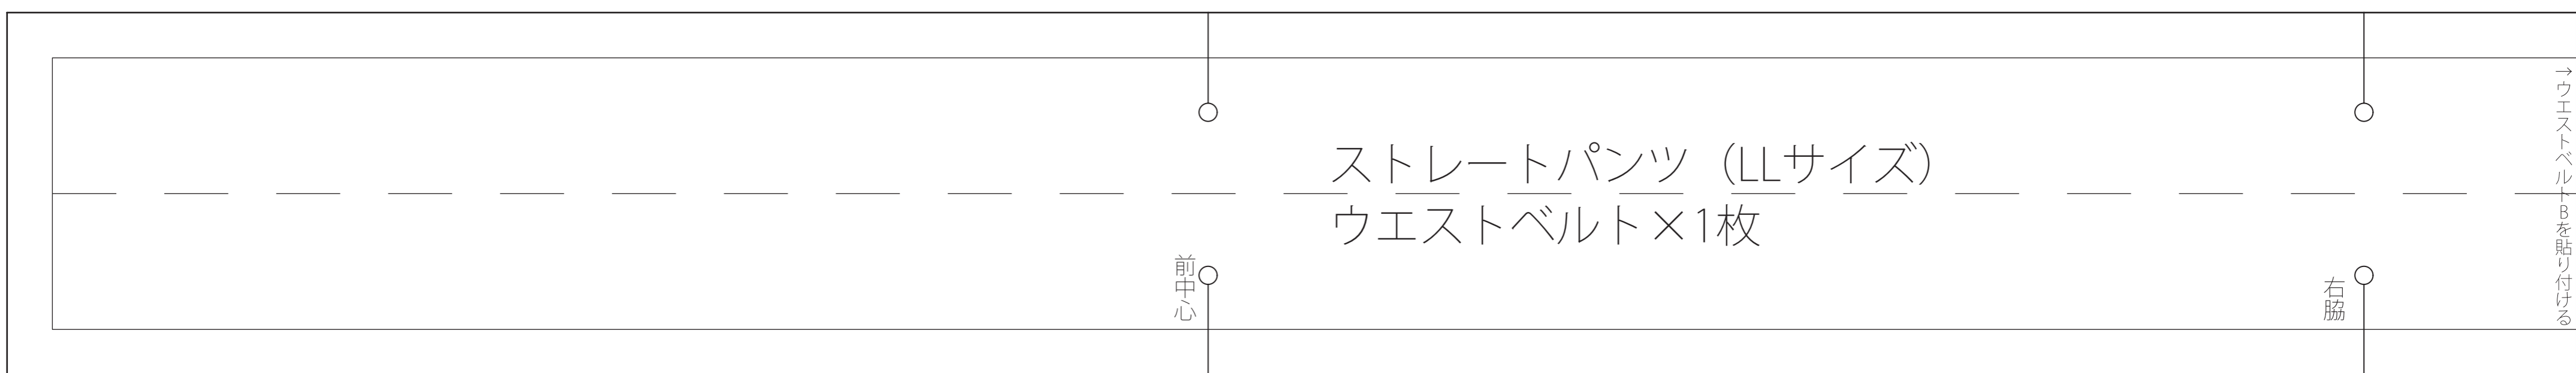 ストレートパンツ（LLサイズ）
ウエストベルト×1枚
前中心
右脇
→ウエストベルトBを貼り付ける